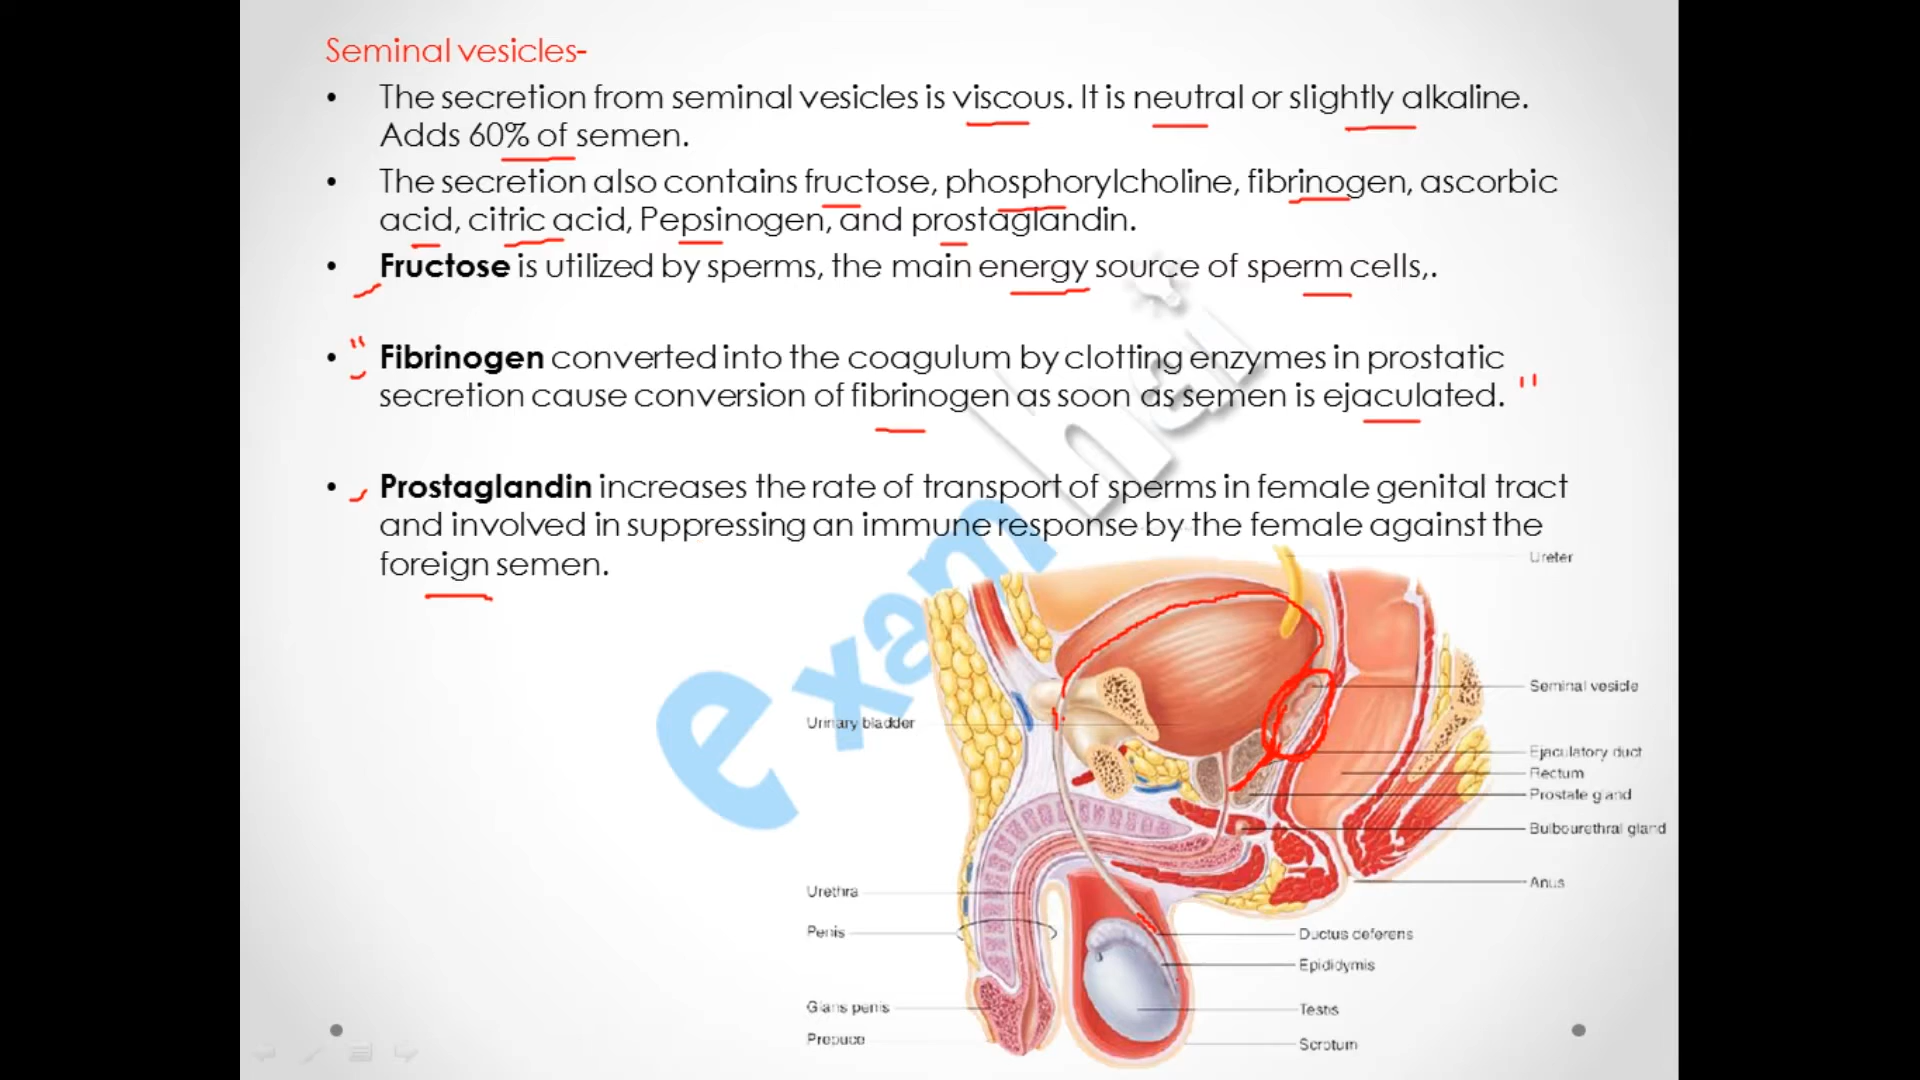 Seminal vesicles-
• The secretion from seminal vesicles is viscous. It is neutral or slightly alkaline.
Adds 60% of semen.
• The secretion also contains fructose, phosphorylcholine, fibrinogen, ascorbic
acid, citric acid, Pepsinogen, and prostaglandin.
• Fructose is utilized by sperms, the main energy source of sperm cells,.
• Fibrinogen converted into the coagulum by clotting enzymes in prostatic
secretion cause conversion of fibrinogen as soon as semen is ejaculated.
• Prostaglandin increases the rate of transport of sperms in female genital tract
and involved in suppressing an immune response by the female against the
foreign semen.
exam hai
Ureter
Seminal vesicle
Urinary bladder
Ejaculatory duct
Rectum
Prostate gland
Bulbourethral gland
Anus
Urethra
Penis
Ductus deferens
Epididymis
Glans penis
Testis
Prepuce
Scrotum